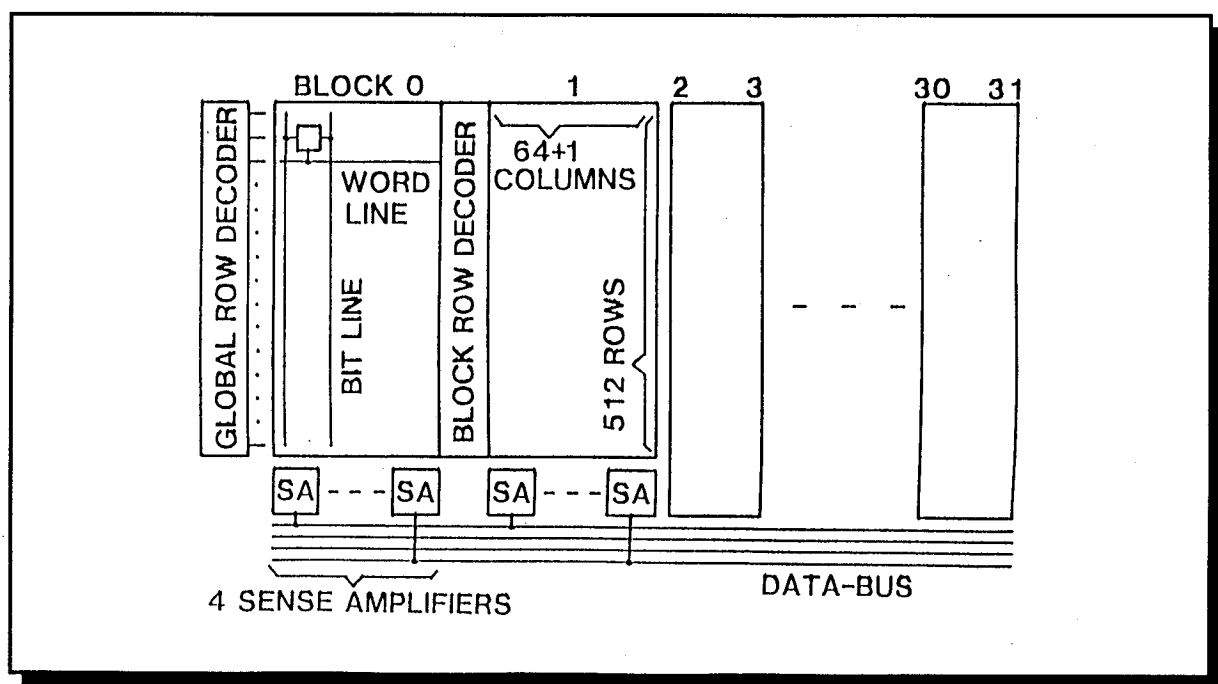 BLOCK 0
1
2
3
30
31
GLOBAL ROW DECODER
WORD
LINE
BIT LINE
BLOCK ROW DECODER
64+1
COLUMNS
512 ROWS
SA - - - SA
SA - - - SA
4 SENSE AMPLIFIERS
DATA-BUS